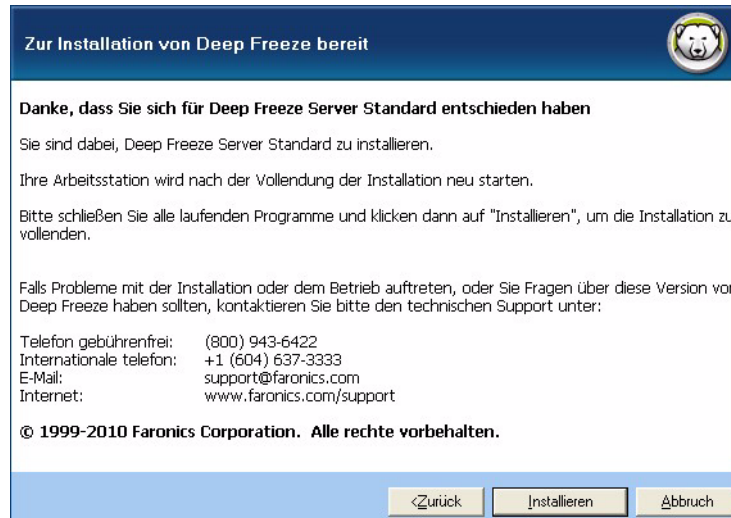 Zur Installation von Deep Freeze bereit
Danke, dass Sie sich für Deep Freeze Server Standard entschieden haben
Sie sind dabei, Deep Freeze Server Standard zu installieren.
Ihre Arbeitsstation wird nach der Vollendung der Installation neu starten.
Bitte schließen Sie alle laufenden Programme und klicken dann auf "Installieren", um die Installation zu
vollenden.
Falls Probleme mit der Installation oder dem Betrieb auftreten, oder Sie Fragen über diese Version von
Deep Freeze haben sollten, kontaktieren Sie bitte den technischen Support unter:
Telefon gebührenfrei: (800) 943-6422
Internationale telefon: +1 (604) 637-3333
E-Mail: support@faronics.com
Internet: www.faronics.com/support
© 1999-2010 Faronics Corporation. Alle rechte vorbehalten.
<Zurück Installieren Abbruch